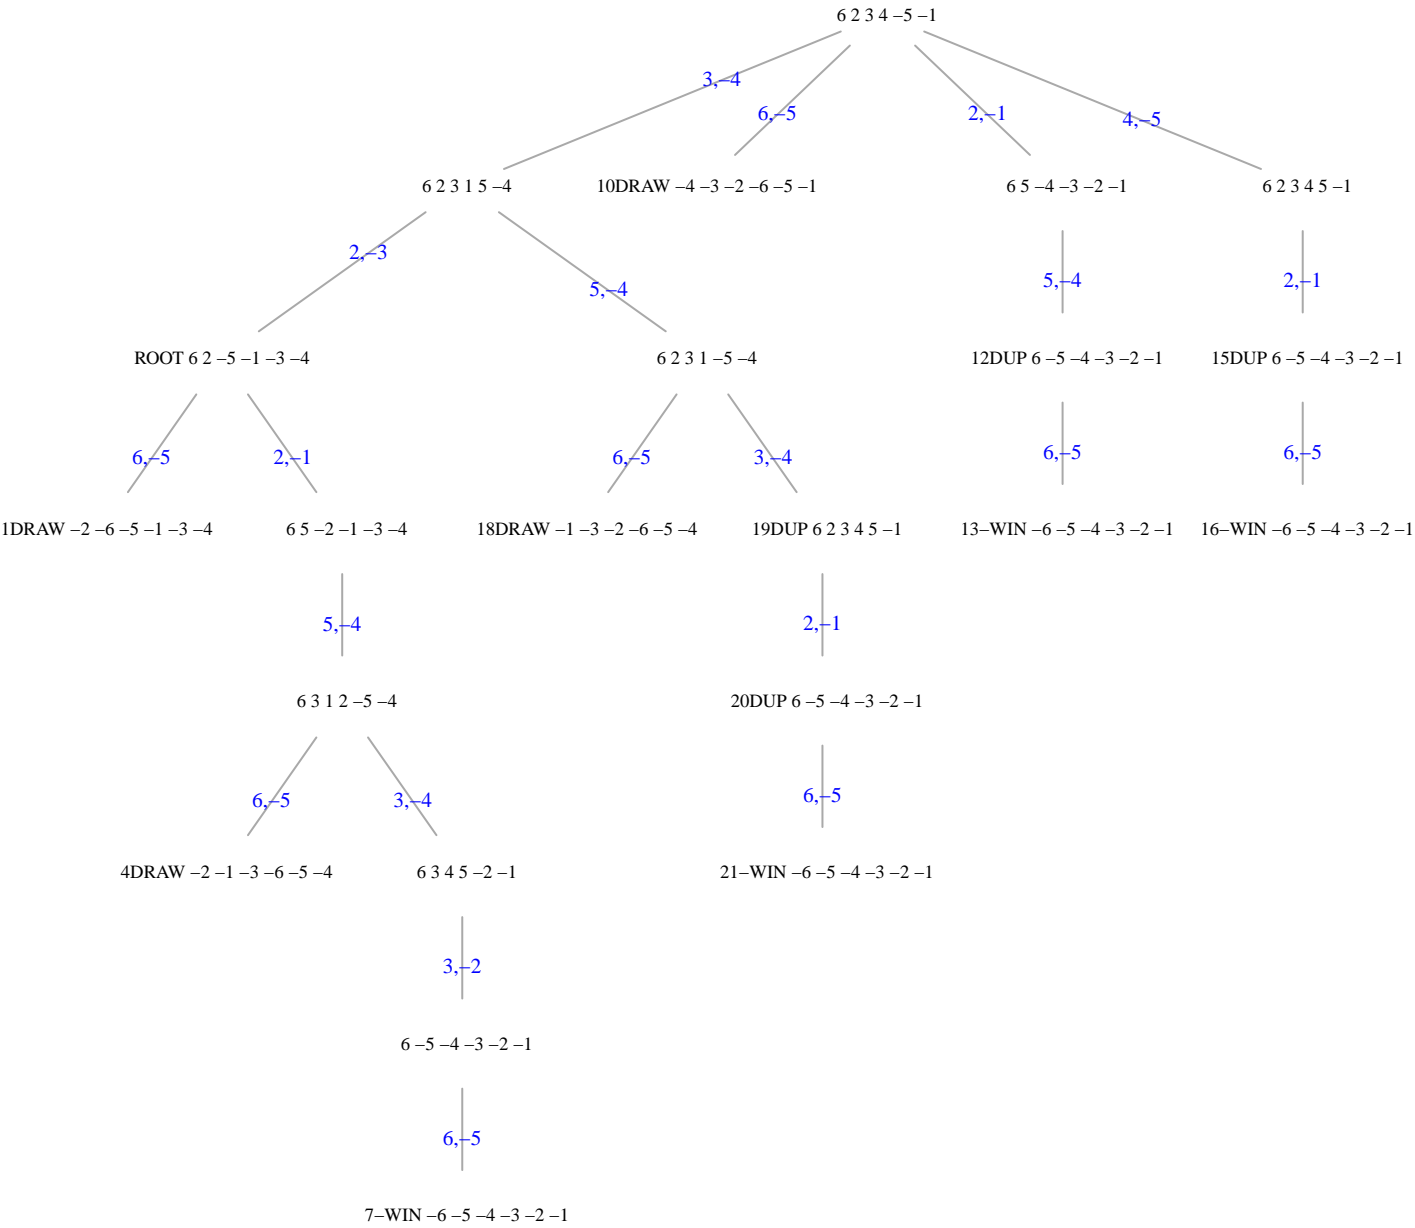 6 2 3 4 –5 –1
3,–4
6,–5
2,–1
4,–5
6 2 3 1 5 –4
10DRAW –4 –3 –2 –6 –5 –1
6 5 –4 –3 –2 –1
6 2 3 4 5 –1
2,–3
5,–4
5,–4
2,–1
ROOT 6 2 –5 –1 –3 –4
6 2 3 1 –5 –4
12DUP 6 –5 –4 –3 –2 –1
15DUP 6 –5 –4 –3 –2 –1
6,–5
2,–1
6,–5
3,–4
6,–5
6,–5
1DRAW –2 –6 –5 –1 –3 –4
6 5 –2 –1 –3 –4
18DRAW –1 –3 –2 –6 –5 –4
19DUP 6 2 3 4 5 –1
13–WIN –6 –5 –4 –3 –2 –1
16–WIN –6 –5 –4 –3 –2 –1
5,–4
2,–1
6 3 1 2 –5 –4
20DUP 6 –5 –4 –3 –2 –1
6,–5
3,–4
6,–5
4DRAW –2 –1 –3 –6 –5 –4
6 3 4 5 –2 –1
21–WIN –6 –5 –4 –3 –2 –1
3,–2
6 –5 –4 –3 –2 –1
6,–5
7–WIN –6 –5 –4 –3 –2 –1